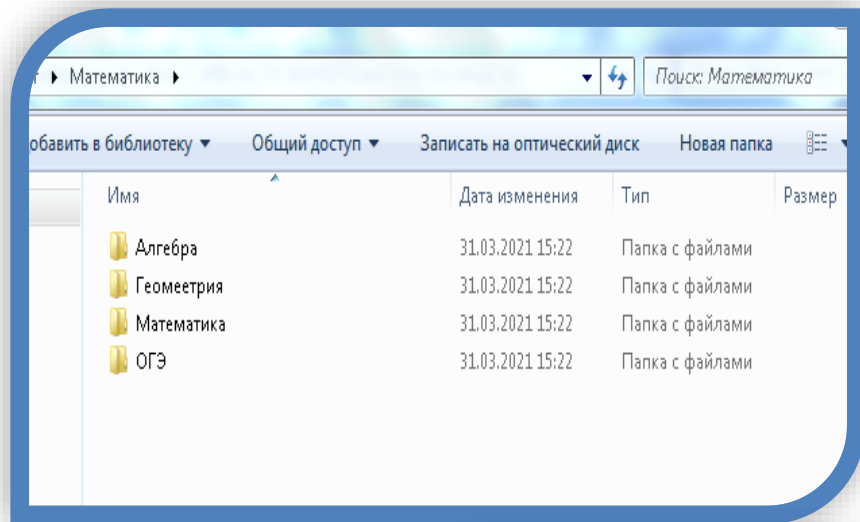 Математика
Поиск: Математика
обавить в библиотеку Общий доступ Записать на оптический диск Новая папка
Имя Дата изменения Тип Размер
Алгебра 31.03.2021 15:22 Папка с файлами
Геомеетрия 31.03.2021 15:22 Папка с файлами
Математика 31.03.2021 15:22 Папка с файлами
ОГЭ 31.03.2021 15:22 Папка с файлами